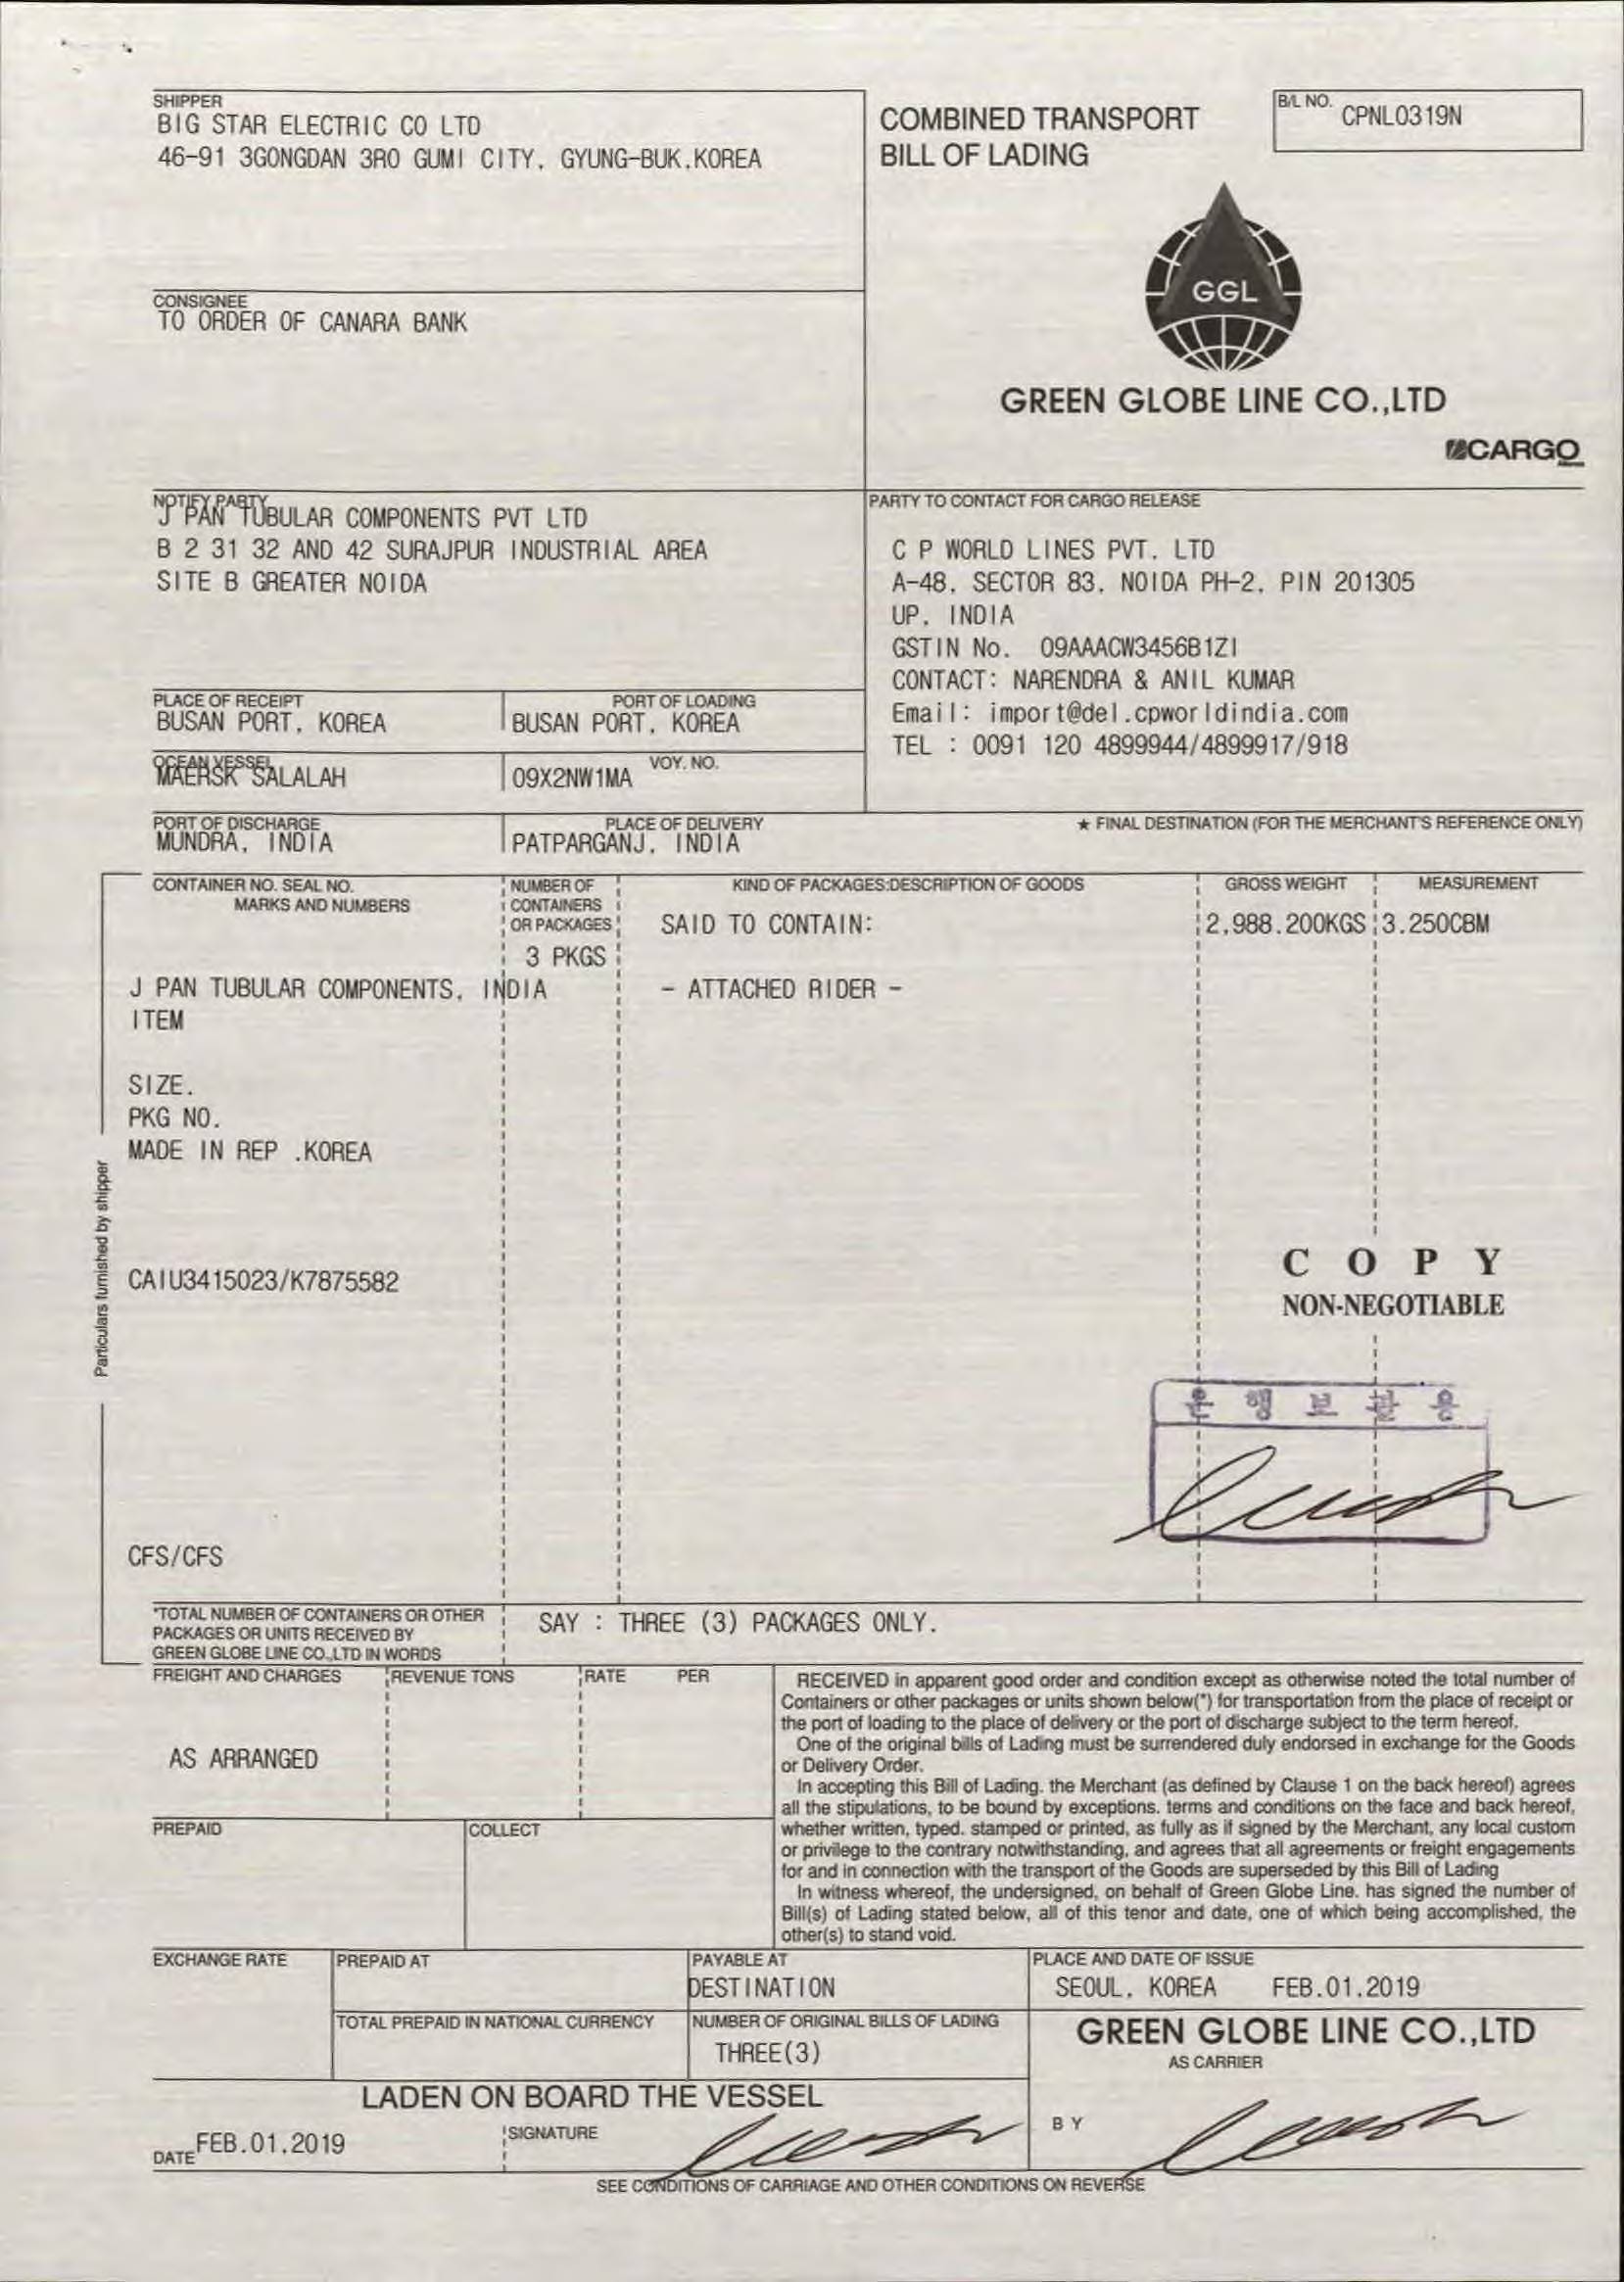 SHIPPER
BIG STAR ELECTRIC CO LTD
46-91 3GONGDAN 3RO GUMI CITY, GYUNG-BUK,KOREA
COMBINED TRANSPORT
BILL OF LADING
B/L NO. CPNL0319N
GGL
GREEN GLOBE LINE CO.,LTD
CARGO
CONSIGNEE
TO ORDER OF CANARA BANK
NOTIFY PARTY
J PAN TUBULAR COMPONENTS PVT LTD
B 2 31 32 AND 42 SURAJPUR INDUSTRIAL AREA
SITE B GREATER NOIDA
PARTY TO CONTACT FOR CARGO RELEASE
C P WORLD LINES PVT. LTD
A-48, SECTOR 83, NOIDA PH-2, PIN 201305
UP, INDIA
GSTIN No. 09AAACW3456B1ZI
CONTACT: NARENDRA & ANIL KUMAR
Email: import@del.cpworldindia.com
TEL : 0091 120 4899944/4899917/918
PLACE OF RECEIPT
BUSAN PORT, KOREA
PORT OF LOADING
BUSAN PORT, KOREA
OCEAN VESSEL
MAERSK SALALAH
VOY. NO.
09X2NW1MA
PORT OF DISCHARGE
MUNDRA, INDIA
PLACE OF DELIVERY
PATPARGANJ, INDIA
★ FINAL DESTINATION (FOR THE MERCHANT'S REFERENCE ONLY)
CONTAINER NO. SEAL NO.
MARKS AND NUMBERS
NUMBER OF
CONTAINERS
OR PACKAGES
KIND OF PACKAGES:DESCRIPTION OF GOODS
GROSS WEIGHT
MEASUREMENT
3 PKGS
SAID TO CONTAIN:
2,988.200KGS
3.250CBM
J PAN TUBULAR COMPONENTS, INDIA
- ATTACHED RIDER -
ITEM
SIZE.
PKG NO.
MADE IN REP .KOREA
Particulars furnished by shipper
CAIU3415023/K7875582
COPY
NON-NEGOTIABLE
은행보관용
CFS/CFS
*TOTAL NUMBER OF CONTAINERS OR OTHER
PACKAGES OR UNITS RECEIVED BY
GREEN GLOBE LINE CO.,LTD IN WORDS
SAY : THREE (3) PACKAGES ONLY.
FREIGHT AND CHARGES
REVENUE TONS
RATE
PER
AS ARRANGED
RECEIVED in apparent good order and condition except as otherwise noted the total number of
Containers or other packages or units shown below(*) for transportation from the place of receipt or
the port of loading to the place of delivery or the port of discharge subject to the term hereof.
One of the original bills of Lading must be surrendered duly endorsed in exchange for the Goods
or Delivery Order.
In accepting this Bill of Lading. the Merchant (as defined by Clause 1 on the back hereof) agrees
all the stipulations, to be bound by exceptions. terms and conditions on the face and back hereof,
whether written, typed. stamped or printed, as fully as if signed by the Merchant, any local custom
or privilege to the contrary notwithstanding, and agrees that all agreements or freight engagements
for and in connection with the transport of the Goods are superseded by this Bill of Lading
In witness whereof, the undersigned, on behalf of Green Globe Line. has signed the number of
Bill(s) of Lading stated below, all of this tenor and date, one of which being accomplished, the
other(s) to stand void.
PREPAID
COLLECT
EXCHANGE RATE
PREPAID AT
PAYABLE AT
DESTINATION
PLACE AND DATE OF ISSUE
SEOUL, KOREA FEB.01.2019
TOTAL PREPAID IN NATIONAL CURRENCY
NUMBER OF ORIGINAL BILLS OF LADING
THREE(3)
GREEN GLOBE LINE CO.,LTD
AS CARRIER
LADEN ON BOARD THE VESSEL
DATE FEB.01.2019
SIGNATURE
BY
SEE CONDITIONS OF CARRIAGE AND OTHER CONDITIONS ON REVERSE